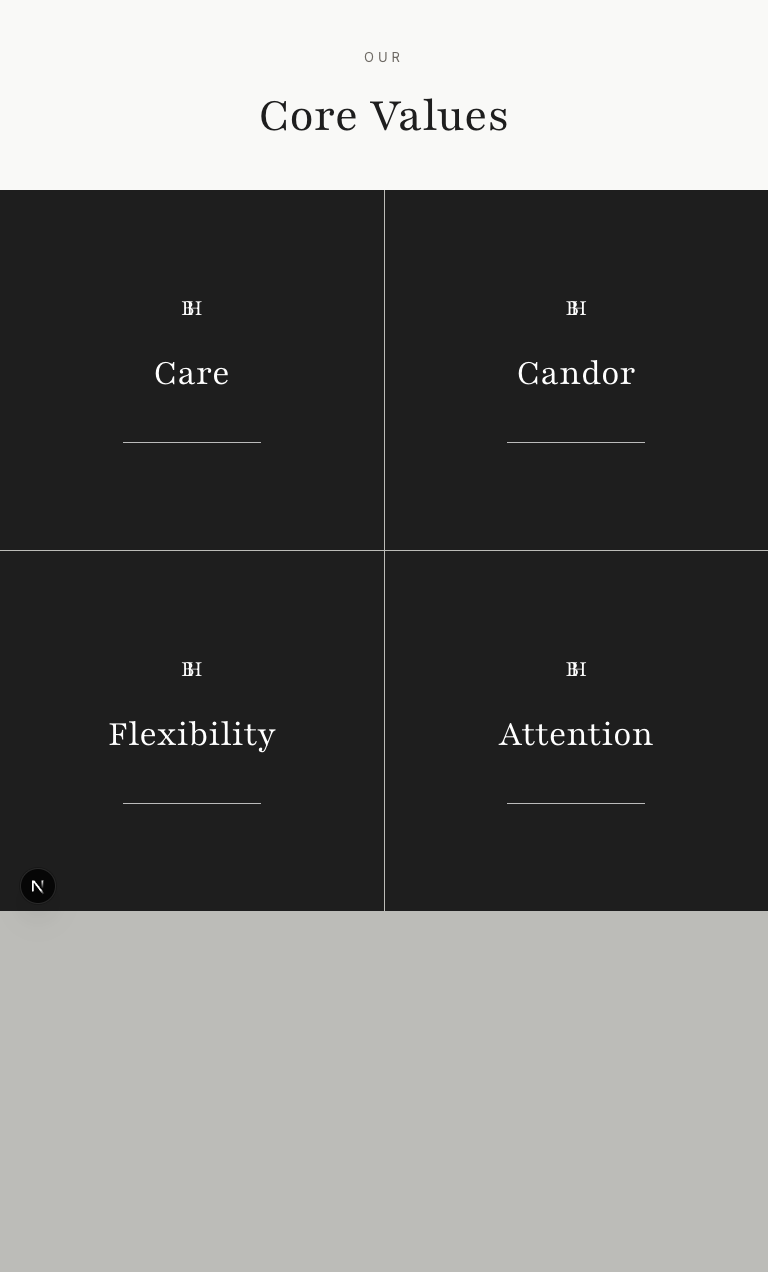 OUR
Core Values
BH
BH
Care
Candor
BH
BH
Flexibility
Attention
N